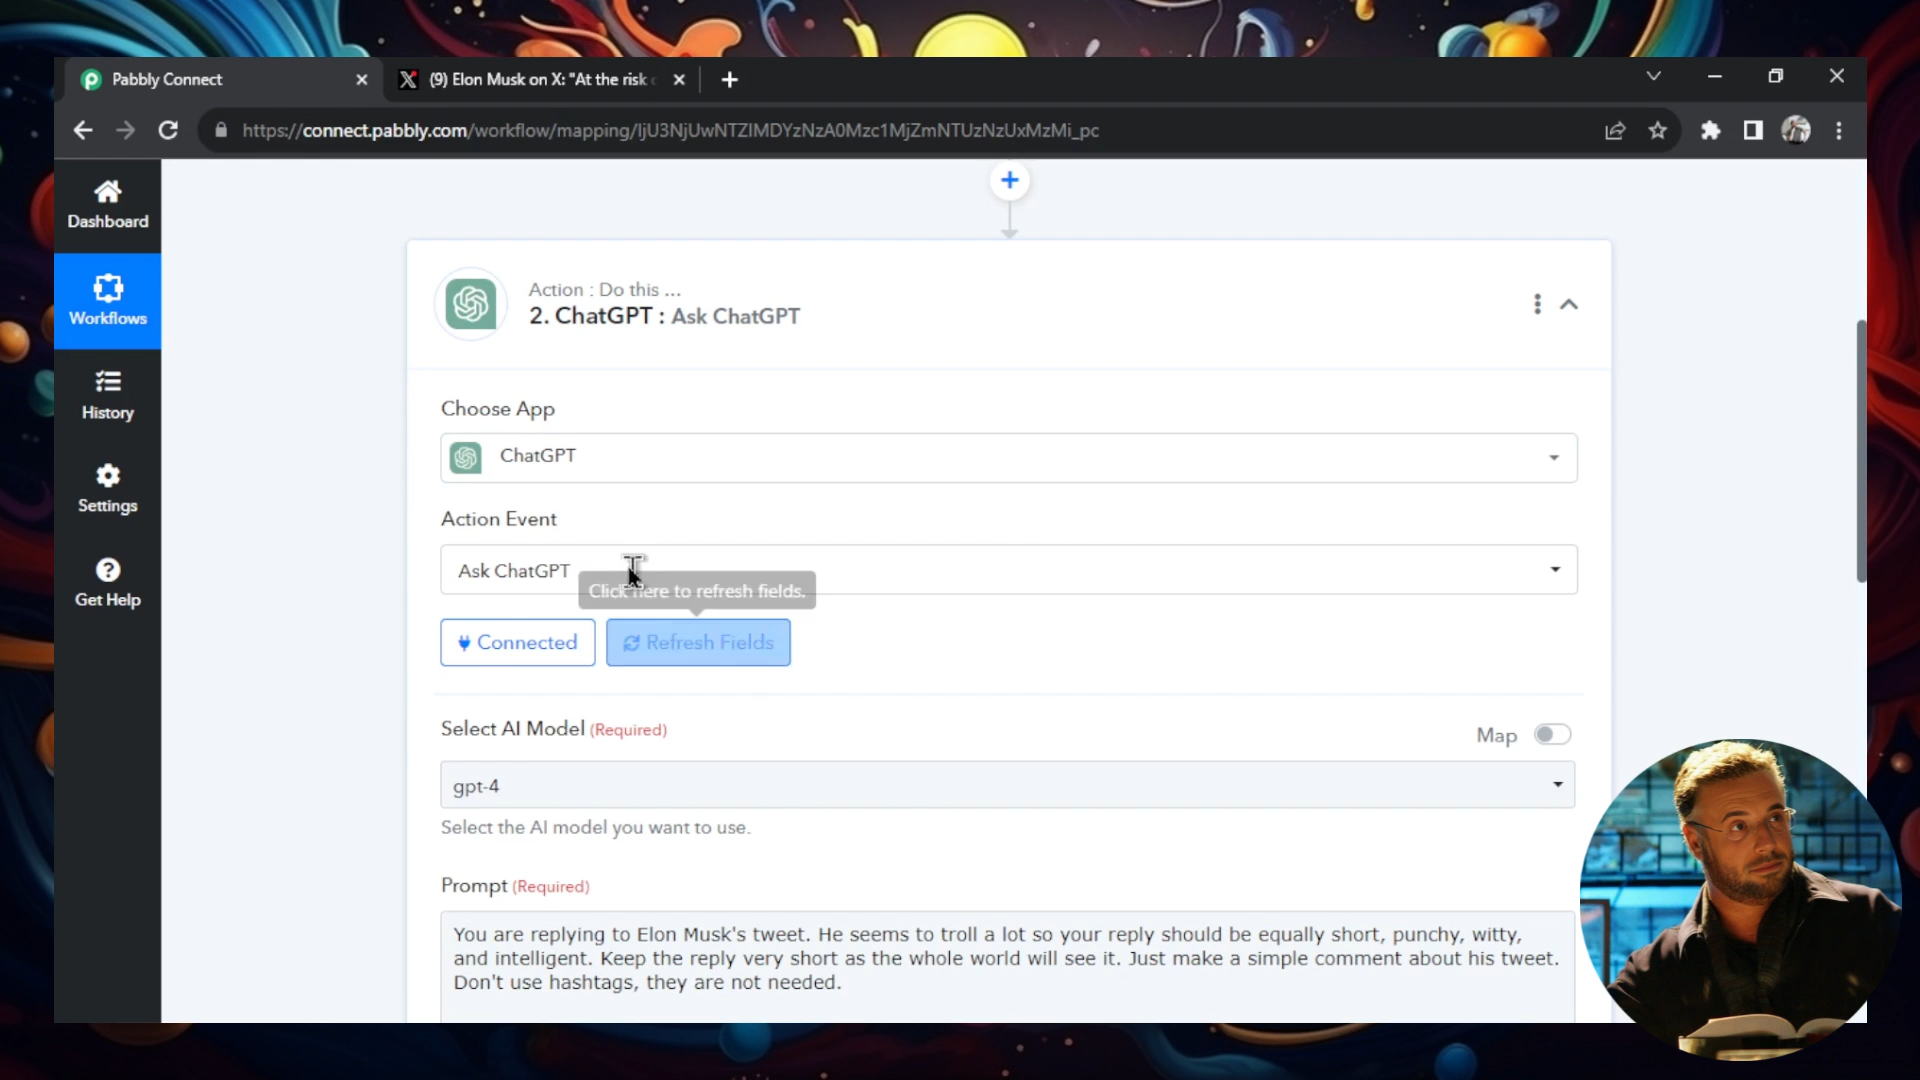 Pabbly Connect
(9) Elon Musk on X: "At the risk
https://connect.pabbly.com/workflow/mapping/IjU3NjUwNTZlMDYzNzA0Mzc1MjZmNTUzNzUxMzMi_pc
Dashboard
Workflows
History
Settings
Get Help
Action : Do this ...
2. ChatGPT : Ask ChatGPT
Choose App
ChatGPT
Action Event
Ask ChatGPT
Click here to refresh fields.
Connected
Refresh Fields
Select AI Model (Required)
Map
gpt-4
Select the AI model you want to use.
Prompt (Required)
You are replying to Elon Musk's tweet. He seems to troll a lot so your reply should be equally short, punchy, witty,
and intelligent. Keep the reply very short as the whole world will see it. Just make a simple comment about his tweet.
Don't use hashtags, they are not needed.